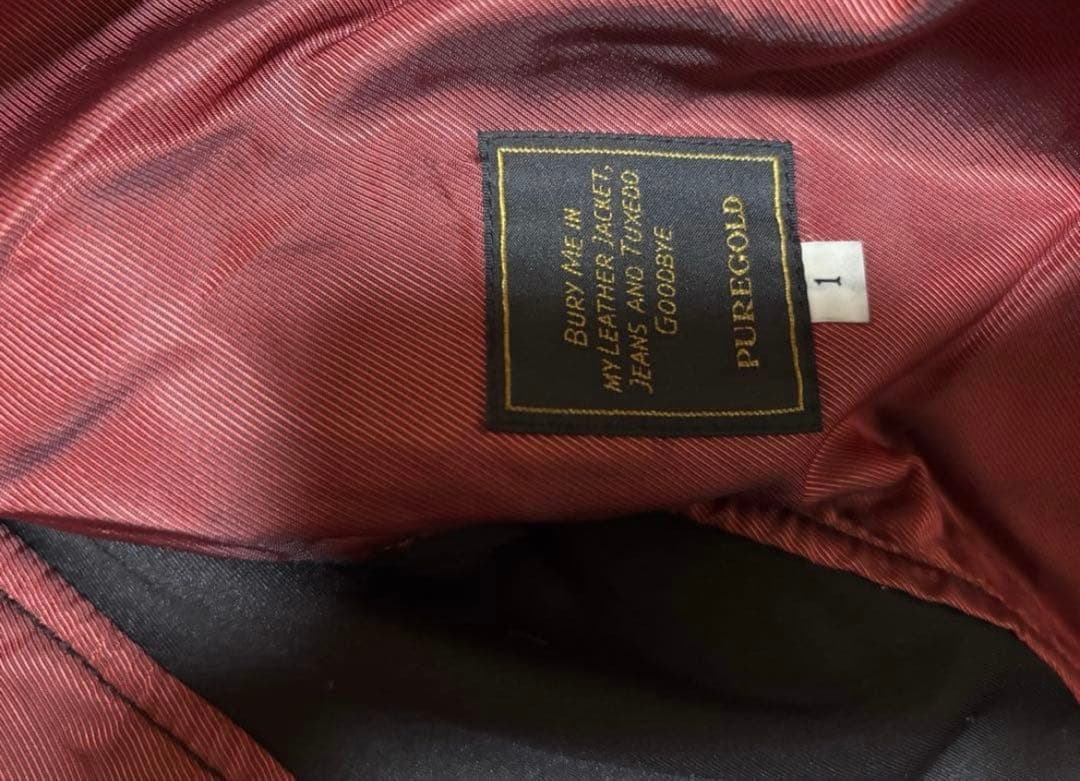 BURY ME IN
MY LEATHER JACKET,
JEANS AND TUXEDO
GOODBYE
PUREGOLD
1